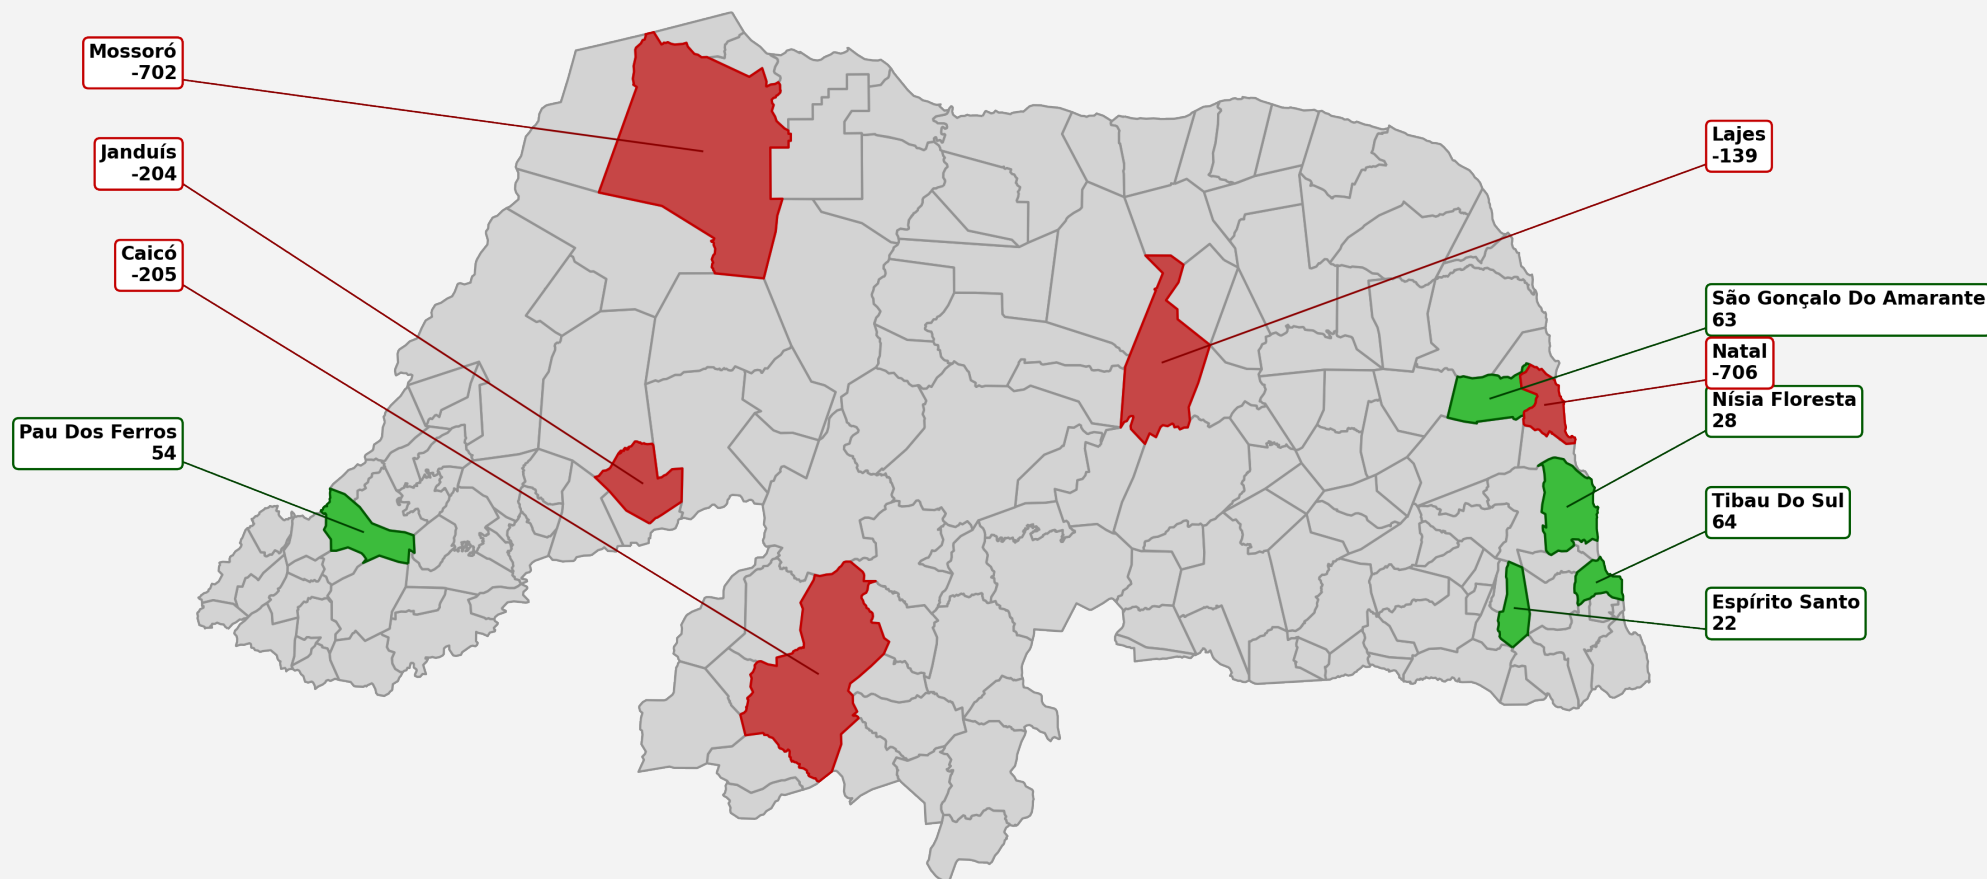 Mossoró
-702
Janduís
-204
Caicó
-205
Pau Dos Ferros
54
Lajes
-139
São Gonçalo Do Amarante
63
Natal
-706
Nísia Floresta
28
Tibau Do Sul
64
Espírito Santo
22